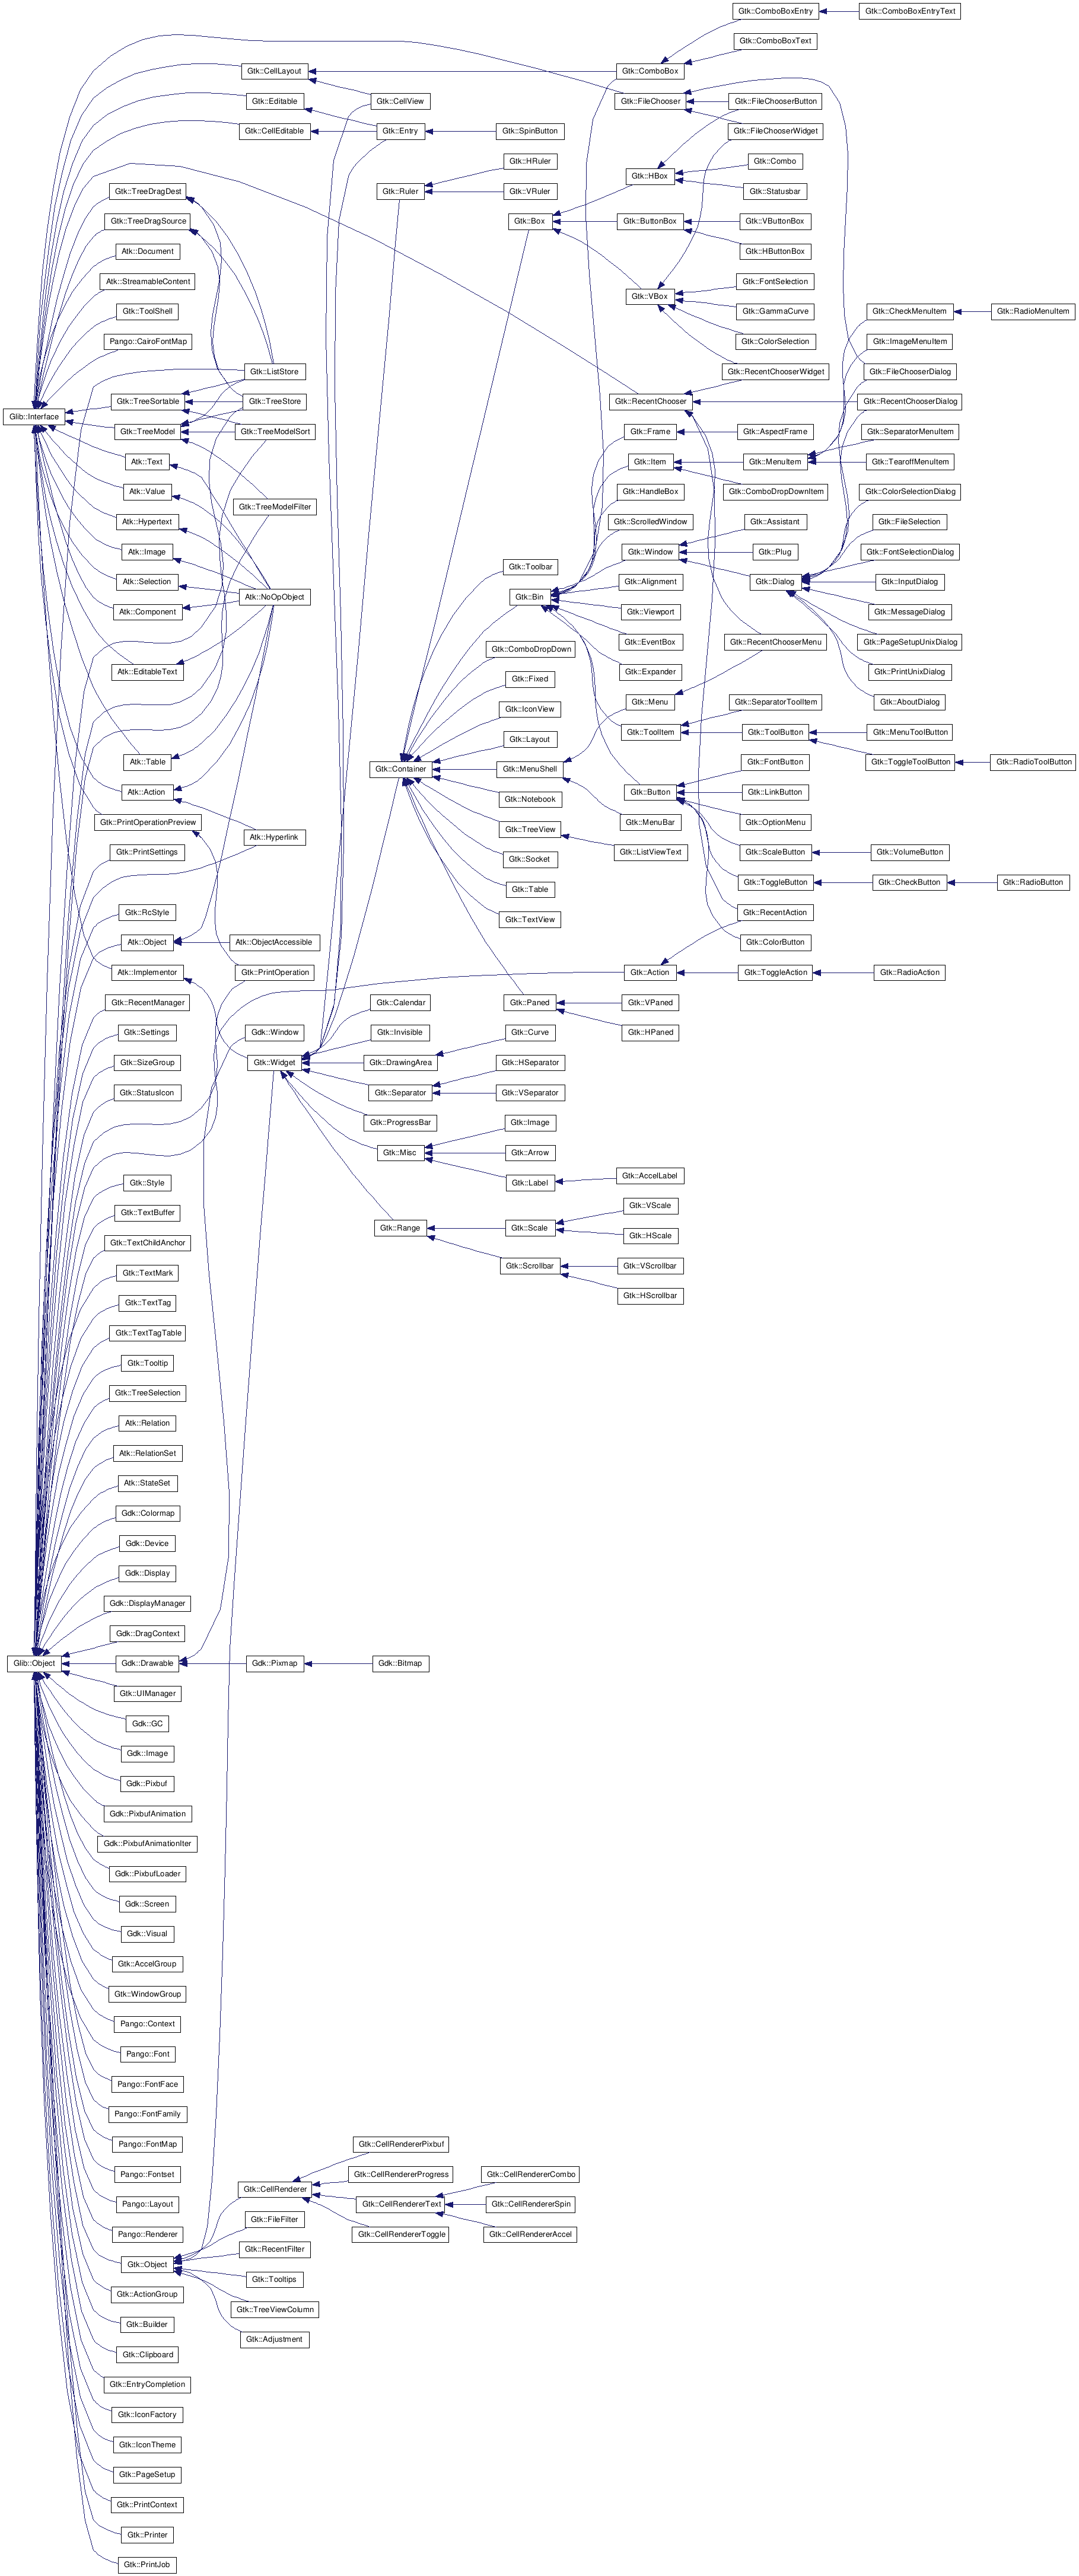 Gtk::ComboBoxEntry
Gtk::ComboBoxEntryText
Gtk::ComboBoxText
Gtk::CellLayout
Gtk::ComboBox
Gtk::Editable
Gtk::CellView
Gtk::FileChooser
Gtk::FileChooserButton
Gtk::CellEditable
Gtk::Entry
Gtk::SpinButton
Gtk::FileChooserWidget
Gtk::HRuler
Gtk::Combo
Gtk::HBox
Gtk::TreeDragDest
Gtk::Ruler
Gtk::VRuler
Gtk::Statusbar
Gtk::TreeDragSource
Gtk::Box
Gtk::ButtonBox
Gtk::VButtonBox
Atk::Document
Gtk::HButtonBox
Atk::StreamableContent
Gtk::FontSelection
Gtk::VBox
Gtk::ToolShell
Gtk::GammaCurve
Gtk::CheckMenuItem
Gtk::RadioMenuItem
Pango::CairoFontMap
Gtk::ColorSelection
Gtk::ImageMenuItem
Gtk::ListStore
Gtk::RecentChooserWidget
Gtk::FileChooserDialog
Glib::Interface
Gtk::TreeSortable
Gtk::TreeStore
Gtk::RecentChooser
Gtk::RecentChooserDialog
Gtk::TreeModel
Gtk::TreeModelSort
Gtk::Frame
Gtk::AspectFrame
Gtk::SeparatorMenuItem
Atk::Text
Gtk::Item
Gtk::MenuItem
Gtk::TearoffMenuItem
Atk::Value
Gtk::HandleBox
Gtk::ComboDropDownItem
Gtk::ColorSelectionDialog
Gtk::TreeModelFilter
Atk::Hypertext
Gtk::ScrolledWindow
Gtk::Assistant
Gtk::FileSelection
Atk::Image
Gtk::Window
Gtk::Plug
Gtk::FontSelectionDialog
Gtk::Toolbar
Atk::Selection
Gtk::Alignment
Gtk::Dialog
Gtk::InputDialog
Atk::NoOpObject
Gtk::Bin
Atk::Component
Gtk::Viewport
Gtk::MessageDialog
Gtk::ComboDropDown
Gtk::EventBox
Gtk::RecentChooserMenu
Gtk::PageSetupUnixDialog
Atk::EditableText
Gtk::Fixed
Gtk::Expander
Gtk::PrintUnixDialog
Gtk::IconView
Gtk::Menu
Gtk::SeparatorToolItem
Gtk::AboutDialog
Gtk::Layout
Gtk::ToolItem
Gtk::ToolButton
Gtk::MenuToolButton
Atk::Table
Gtk::Container
Gtk::MenuShell
Gtk::FontButton
Gtk::ToggleToolButton
Gtk::RadioToolButton
Atk::Action
Gtk::Notebook
Gtk::Button
Gtk::LinkButton
Gtk::PrintOperationPreview
Atk::Hyperlink
Gtk::TreeView
Gtk::MenuBar
Gtk::OptionMenu
Gtk::PrintSettings
Gtk::Socket
Gtk::ListViewText
Gtk::ScaleButton
Gtk::VolumeButton
Gtk::Table
Gtk::ToggleButton
Gtk::CheckButton
Gtk::RadioButton
Gtk::RcStyle
Gtk::TextView
Gtk::RecentAction
Atk::Object
Atk::ObjectAccessible
Gtk::ColorButton
Atk::Implementor
Gtk::PrintOperation
Gtk::Action
Gtk::ToggleAction
Gtk::RadioAction
Gtk::RecentManager
Gtk::Calendar
Gtk::Paned
Gtk::VPaned
Gtk::Settings
Gdk::Window
Gtk::Invisible
Gtk::Curve
Gtk::HPaned
Gtk::SizeGroup
Gtk::Widget
Gtk::DrawingArea
Gtk::HSeparator
Gtk::StatusIcon
Gtk::Separator
Gtk::VSeparator
Gtk::ProgressBar
Gtk::Image
Gtk::Misc
Gtk::Arrow
Gtk::Style
Gtk::Label
Gtk::AccelLabel
Gtk::TextBuffer
Gtk::VScale
Gtk::Range
Gtk::Scale
Gtk::HScale
Gtk::TextChildAnchor
Gtk::Scrollbar
Gtk::VScrollbar
Gtk::TextMark
Gtk::HScrollbar
Gtk::TextTag
Gtk::TextTagTable
Gtk::Tooltip
Gtk::TreeSelection
Atk::Relation
Atk::RelationSet
Atk::StateSet
Gdk::Colormap
Gdk::Device
Gdk::Display
Gdk::DisplayManager
Gdk::DragContext
Glib::Object
Gdk::Drawable
Gdk::Pixmap
Gdk::Bitmap
Gtk::UIManager
Gdk::GC
Gdk::Image
Gdk::Pixbuf
Gdk::PixbufAnimation
Gdk::PixbufAnimationIter
Gdk::PixbufLoader
Gdk::Screen
Gdk::Visual
Gtk::AccelGroup
Gtk::WindowGroup
Pango::Context
Pango::Font
Pango::FontFace
Pango::FontFamily
Pango::FontMap
Gtk::CellRendererPixbuf
Pango::Fontset
Gtk::CellRenderer
Gtk::CellRendererProgress
Gtk::CellRendererCombo
Pango::Layout
Gtk::CellRendererText
Gtk::CellRendererSpin
Gtk::FileFilter
Pango::Renderer
Gtk::CellRendererToggle
Gtk::CellRendererAccel
Gtk::RecentFilter
Gtk::Object
Gtk::Tooltips
Gtk::ActionGroup
Gtk::TreeViewColumn
Gtk::Builder
Gtk::Adjustment
Gtk::Clipboard
Gtk::EntryCompletion
Gtk::IconFactory
Gtk::IconTheme
Gtk::PageSetup
Gtk::PrintContext
Gtk::Printer
Gtk::PrintJob